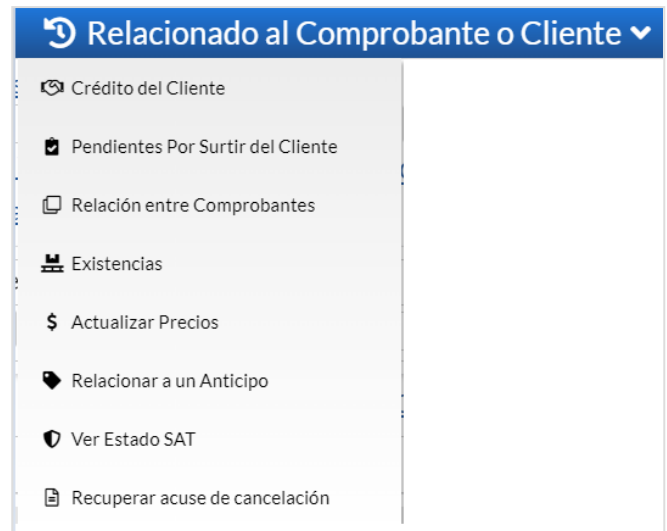 Relacionado al Comprobante o Cliente
Crédito del Cliente
Pendientes Por Surtir del Cliente
Relación entre Comprobantes
Existencias
$ Actualizar Precios
Relacionar a un Anticipo
Ver Estado SAT
Recuperar acuse de cancelación